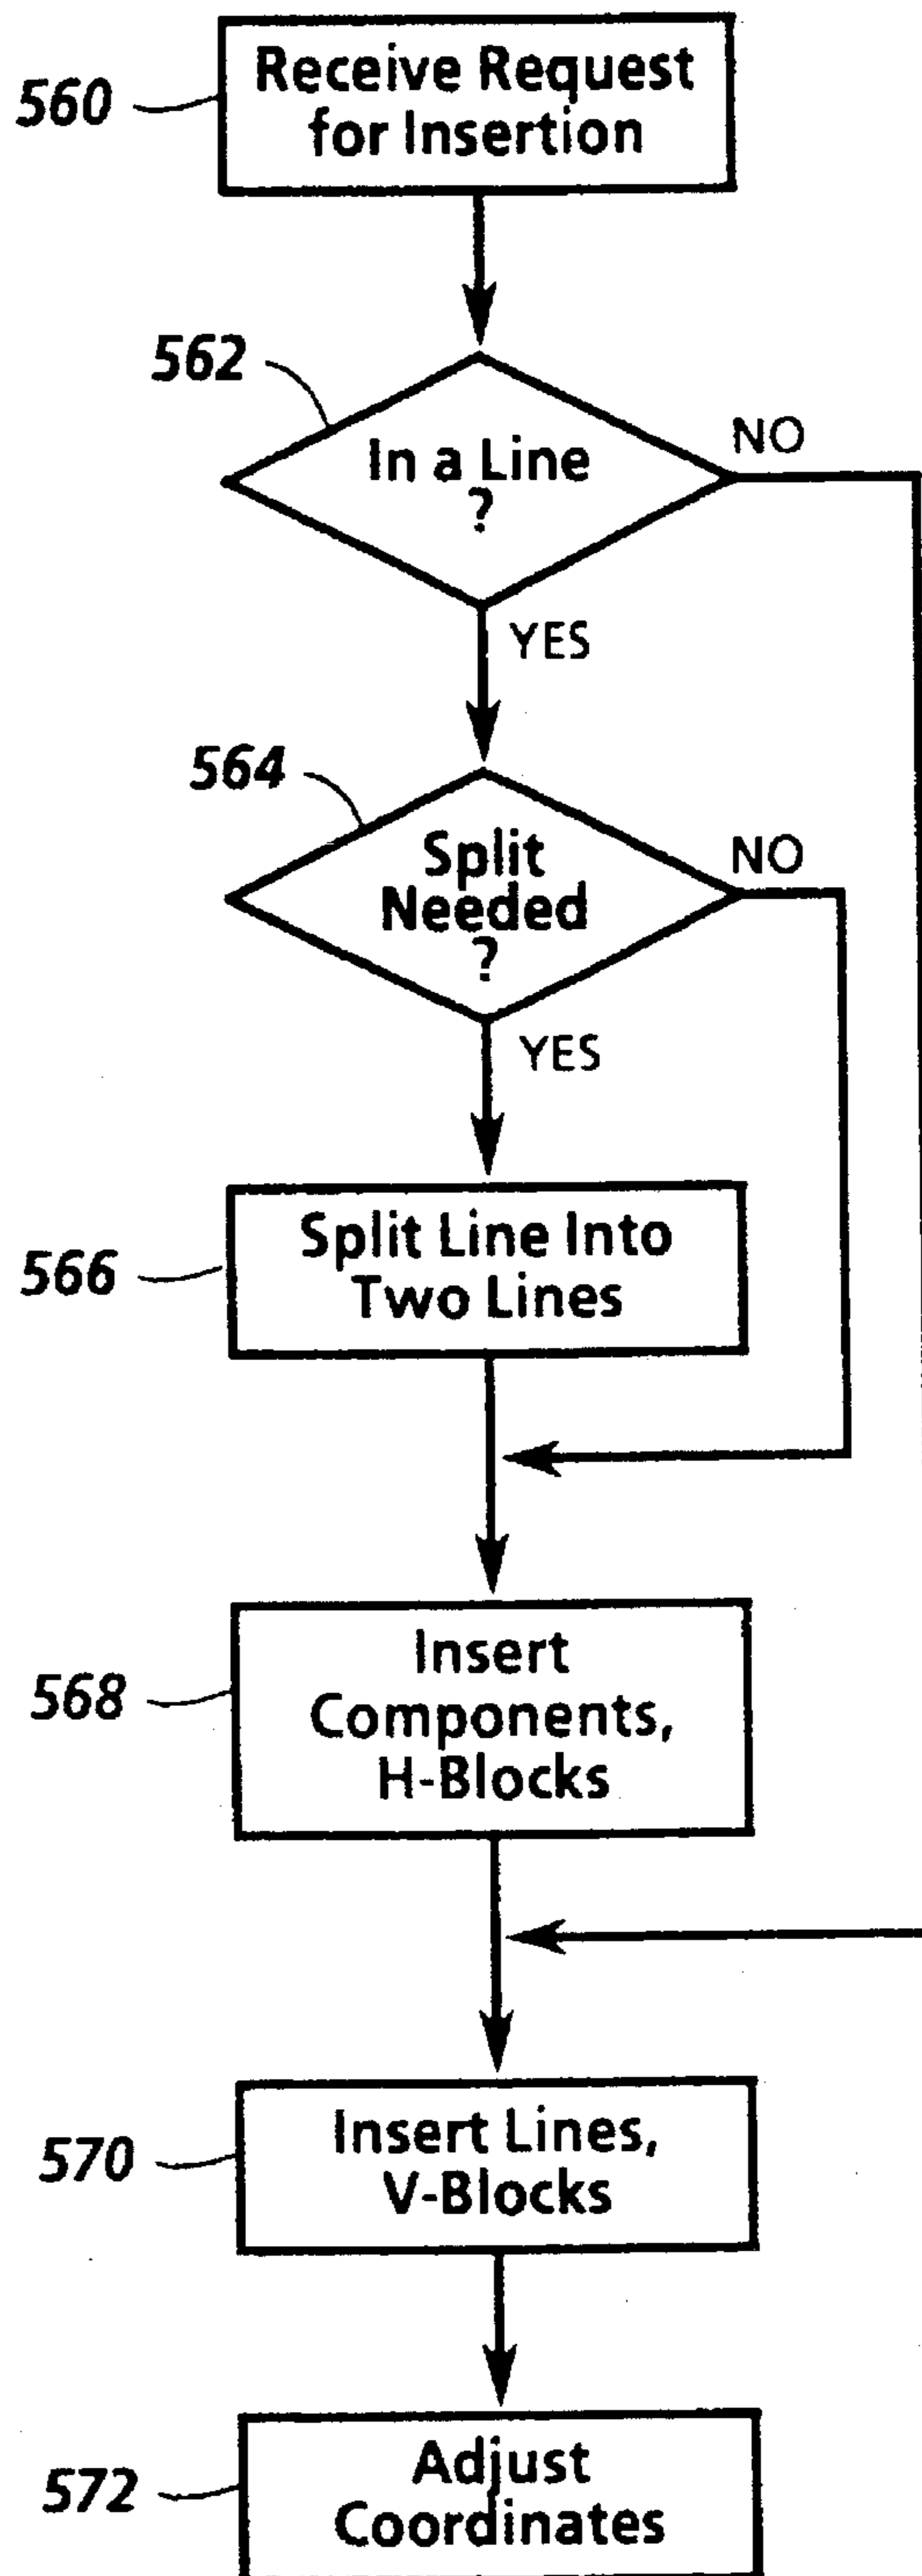 560
Receive Request
for Insertion
562
In a Line
?
NO
YES
564
Split
Needed
?
NO
YES
566
Split Line Into
Two Lines
568
Insert
Components,
H-Blocks
570
Insert Lines,
V-Blocks
572
Adjust
Coordinates